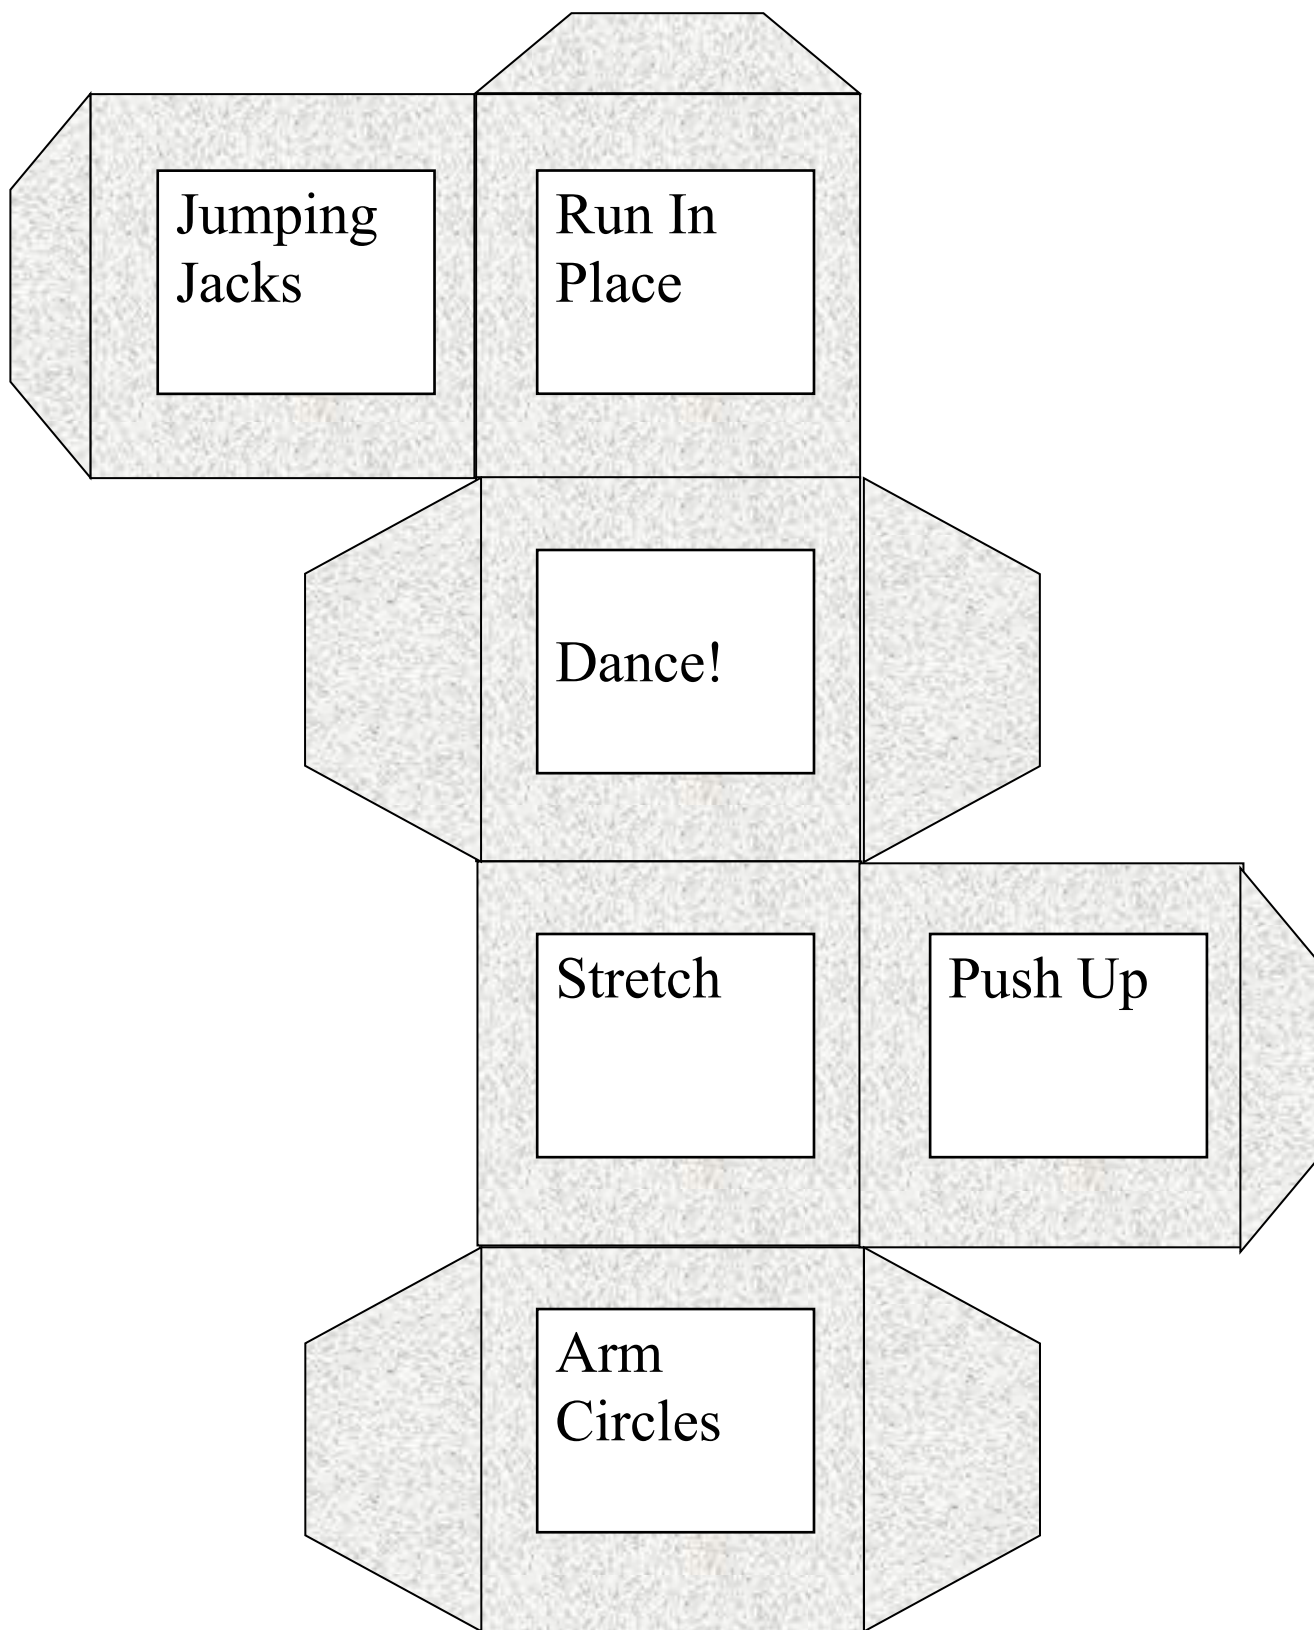 Jumping
Jacks
Run In
Place
Dance!
Stretch
Push Up
Arm
Circles